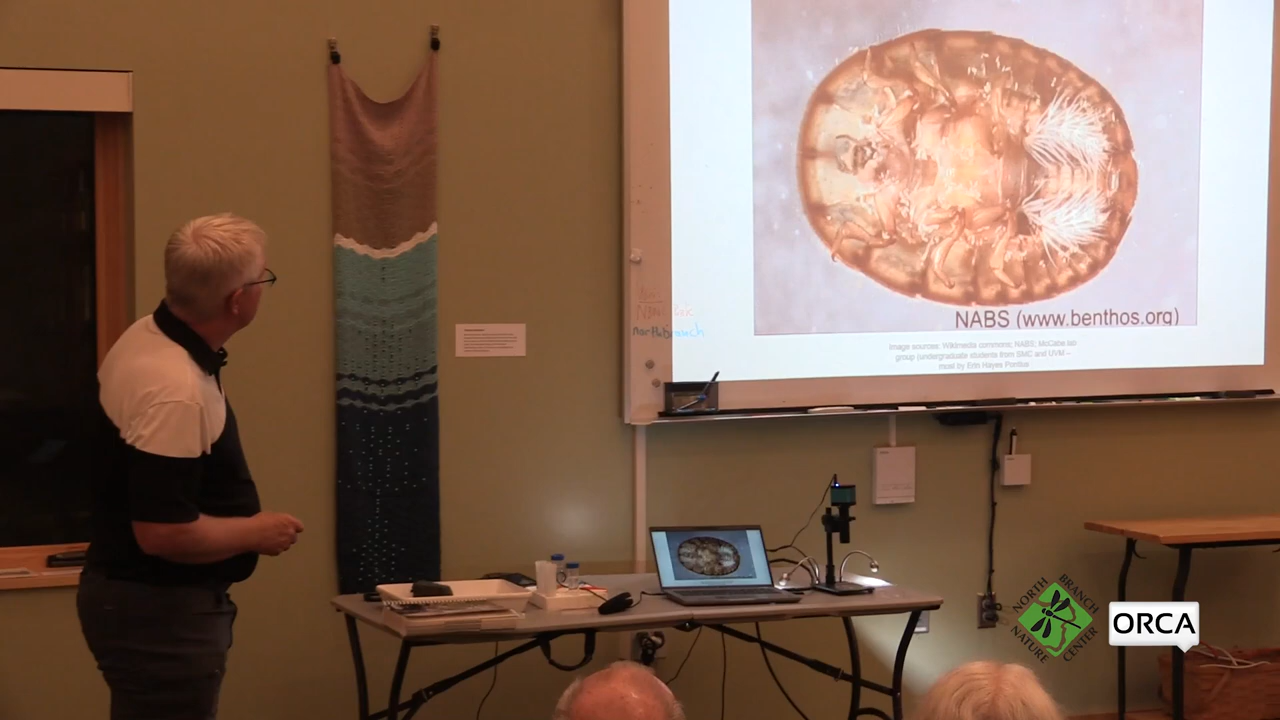 NABS (www.benthos.org)
Image sources: Wikimedia commons; NABS; McCabe lab
group (undergraduate students from SMC and UVM –
most by Erin Hayes Pontius
northbranch
NORTH BRANCH
NATURE CENTER
ORCA